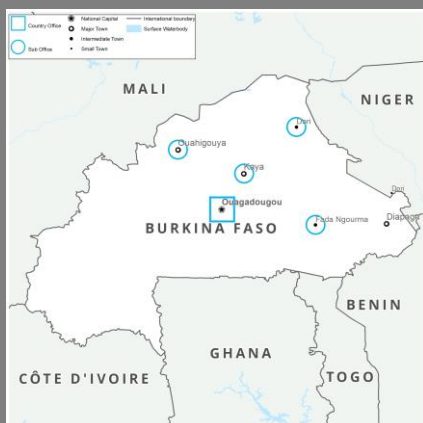 Country Office
National Capital
International boundary
Major Town
Surface Waterbody
Intermediate Town
Sub Office
Small Town
MALI
NIGER
Dori
Ouahigouya
Kaya
Dori
Ouagadougou
Fada Ngourma
Diapaga
BURKINA FASO
BENIN
GHANA
CÔTE D'IVOIRE
TOGO